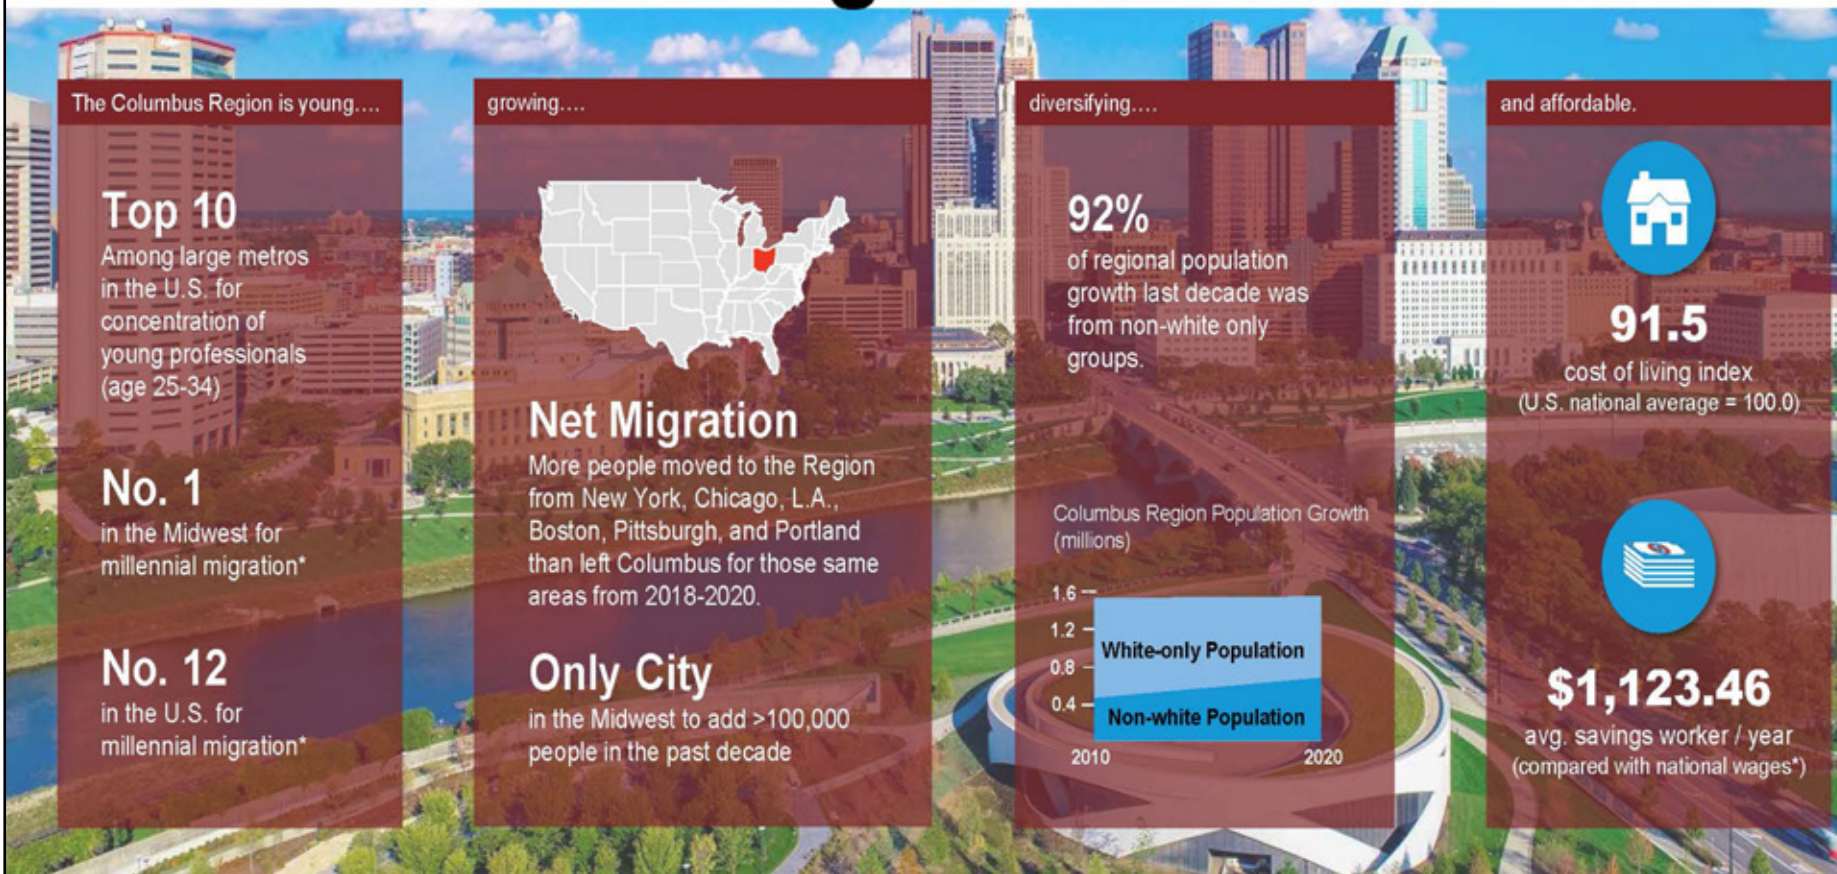 The Columbus Region is young....
Top 10
Among large metros
in the U.S. for
concentration of
young professionals
(age 25-34)
No. 1
in the Midwest for
millennial migration*
No. 12
in the U.S. for
millennial migration*
growing....
Net Migration
More people moved to the Region
from New York, Chicago, L.A.,
Boston, Pittsburgh, and Portland
than left Columbus for those same
areas from 2018-2020.
Only City
in the Midwest to add >100,000
people in the past decade
diversifying....
92%
of regional population
growth last decade was
from non-white only
groups.
Columbus Region Population Growth
(millions)
1.6
1.2
0.8
0.4
White-only Population
Non-white Population
2010
2020
and affordable.
91.5
cost of living index
(U.S. national average = 100.0)
$1,123.46
avg. savings worker / year
(compared with national wages*)